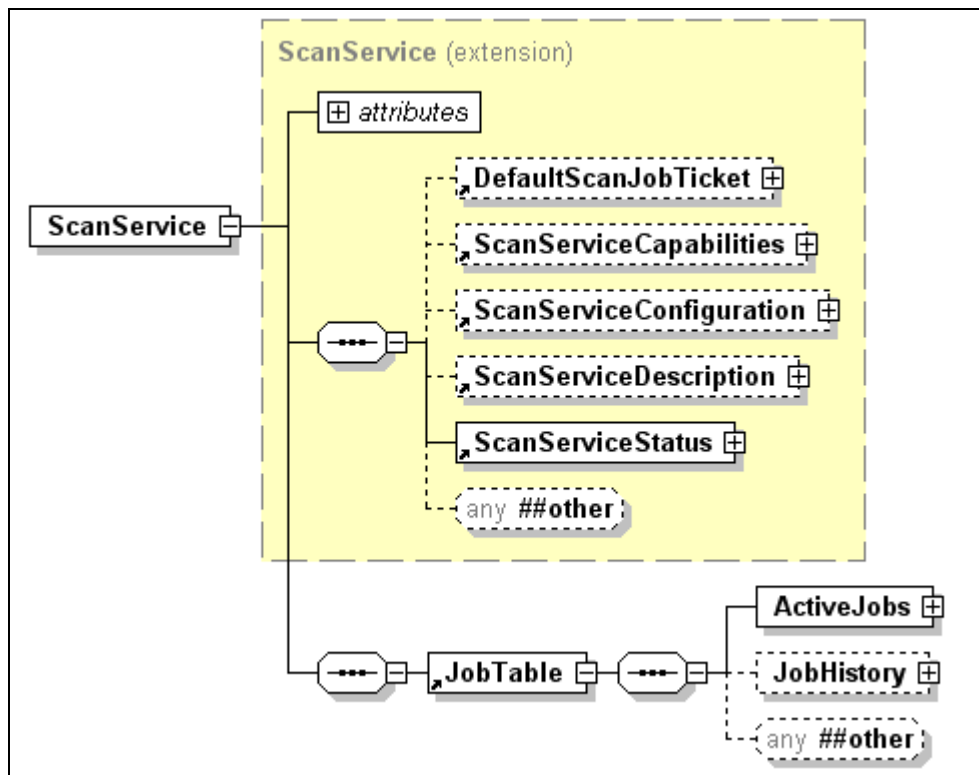 ScanService (extension)
attributes
DefaultScanJobTicket
ScanService
ScanServiceCapabilities
ScanServiceConfiguration
ScanServiceDescription
ScanServiceStatus
any ##other
ActiveJobs
JobTable
JobHistory
any ##other